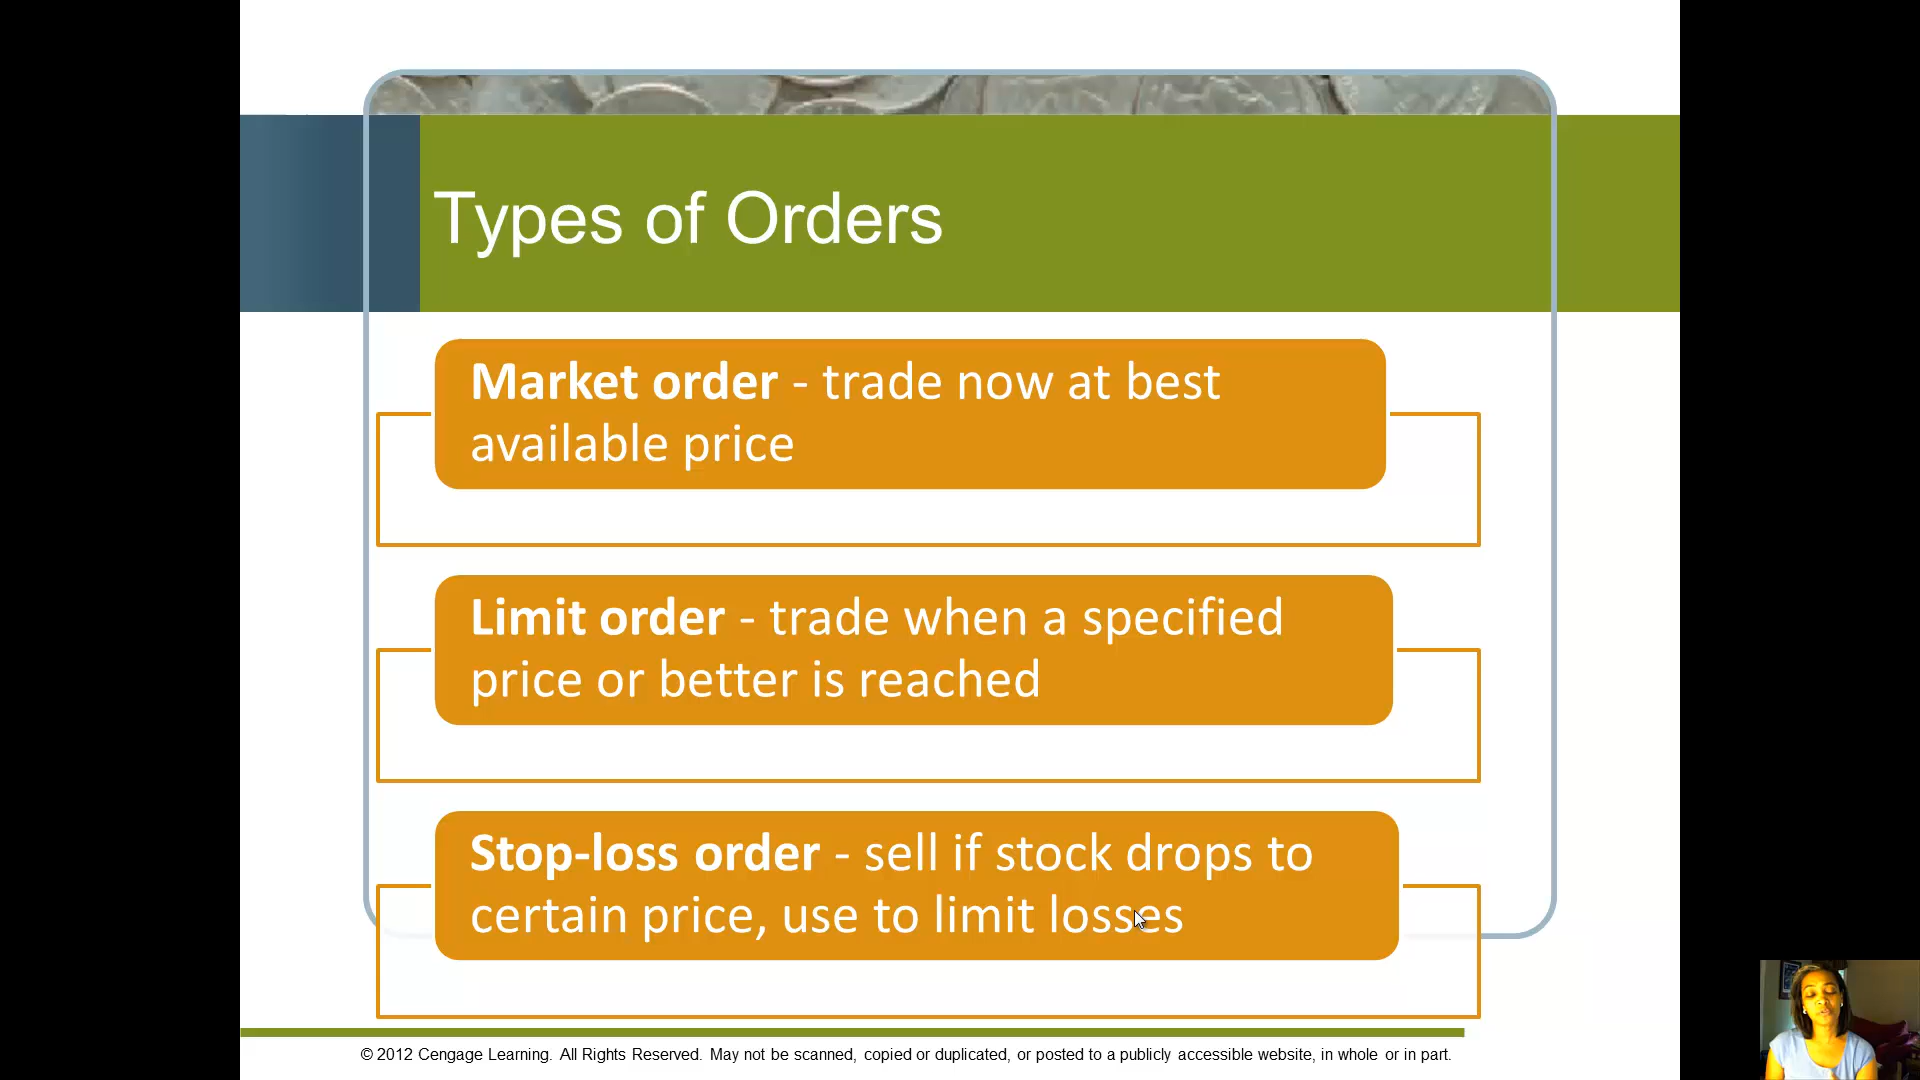 Types of Orders
Market order - trade now at best
available price
Limit order - trade when a specified
price or better is reached
Stop-loss order - sell if stock drops to
certain price, use to limit losses
© 2012 Cengage Learning. All Rights Reserved. May not be scanned, copied or duplicated, or posted to a publicly accessible website, in whole or in part.